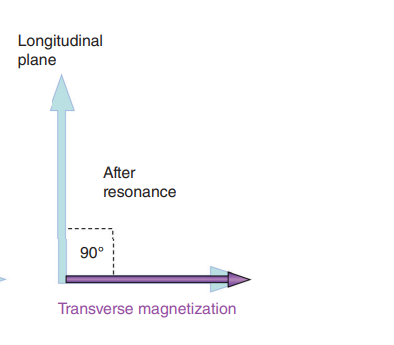 Longitudinal
plane
After
resonance
90°
Transverse magnetization